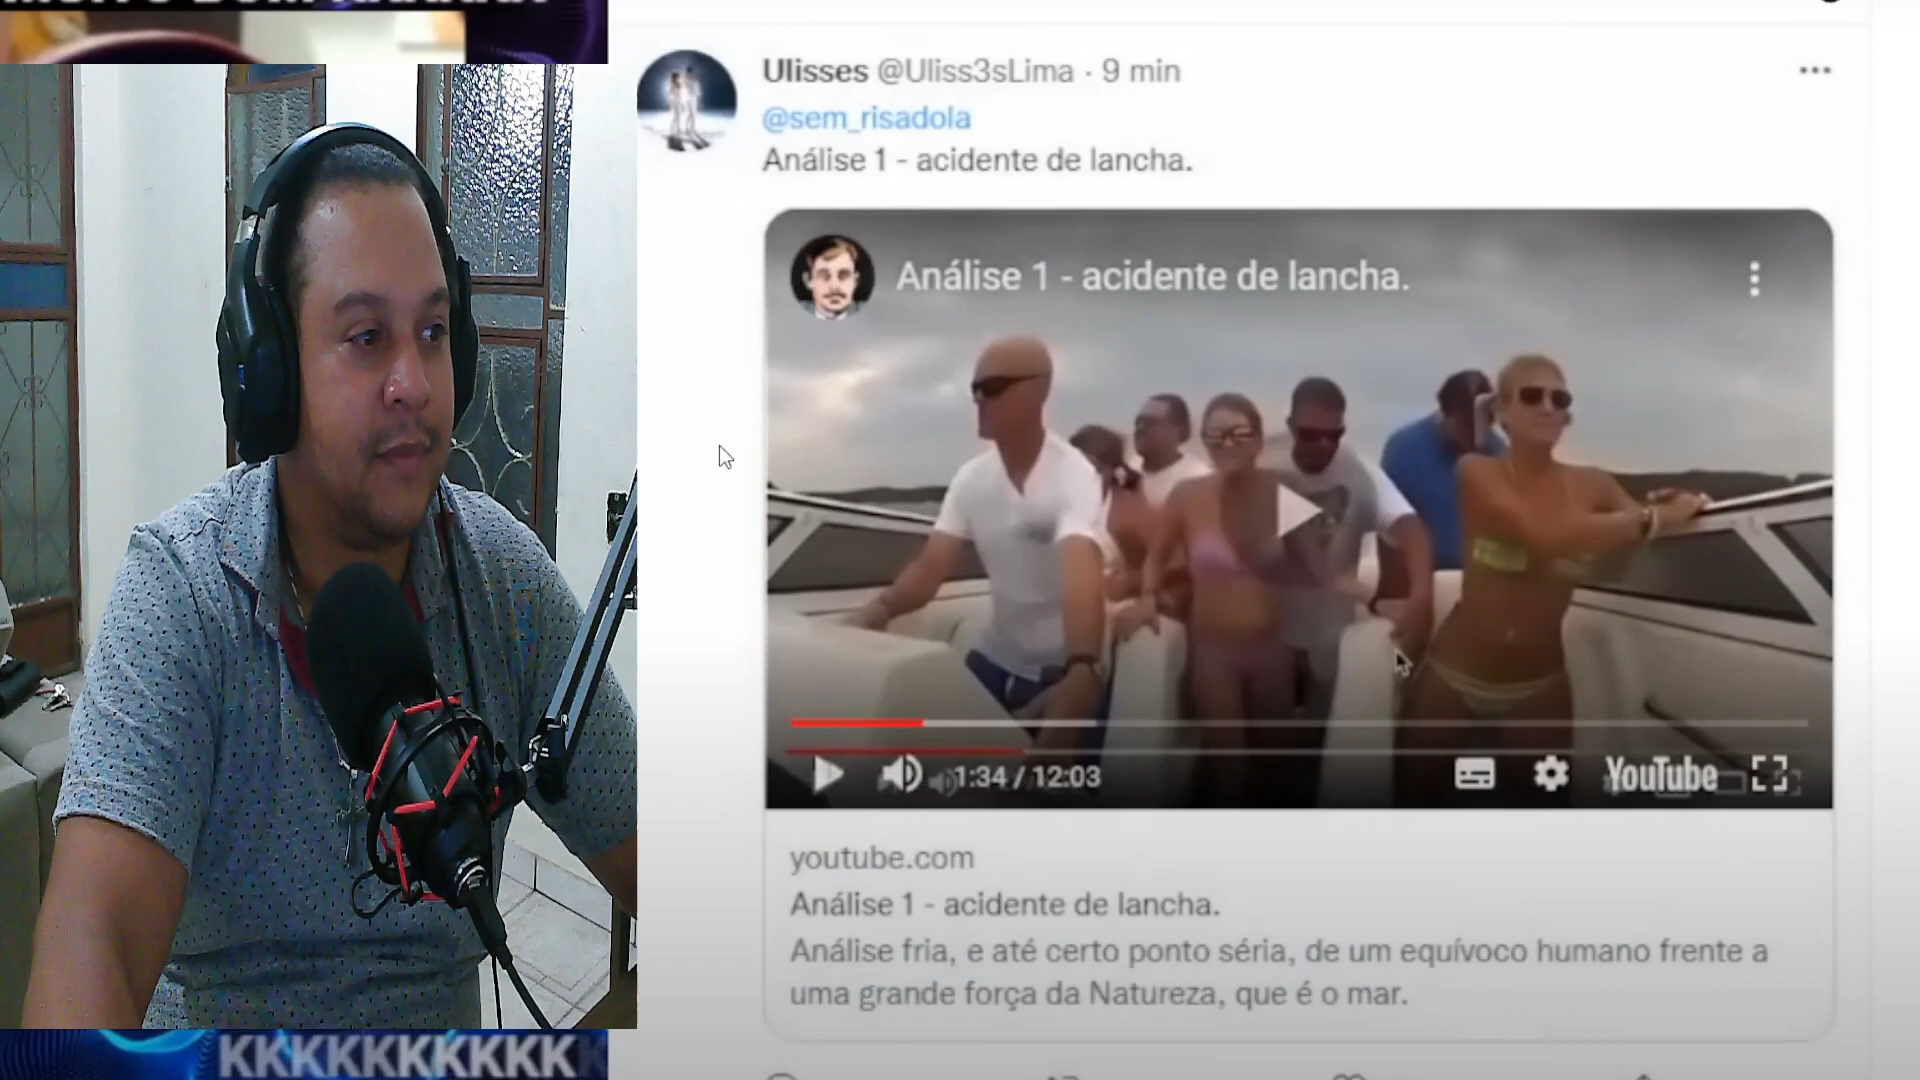 Ulisses @Uliss3sLima · 9 min
@sem_risadola
Análise 1 - acidente de lancha.
Análise 1 - acidente de lancha.
1:34 / 12:03
YouTube
youtube.com
Análise 1 - acidente de lancha.
Análise fria, e até certo ponto séria, de um equívoco humano frente a
uma grande força da Natureza, que é o mar.
KKKKKKKKKKK